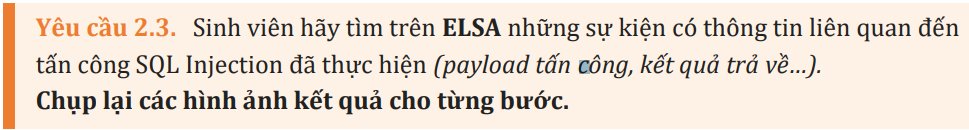 Yêu cầu 2.3. Sinh viên hãy tìm trên ELSA những sự kiện có thông tin liên quan đến
tấn công SQL Injection đã thực hiện (payload tấn công, kết quả trả về...).
Chụp lại các hình ảnh kết quả cho từng bước.